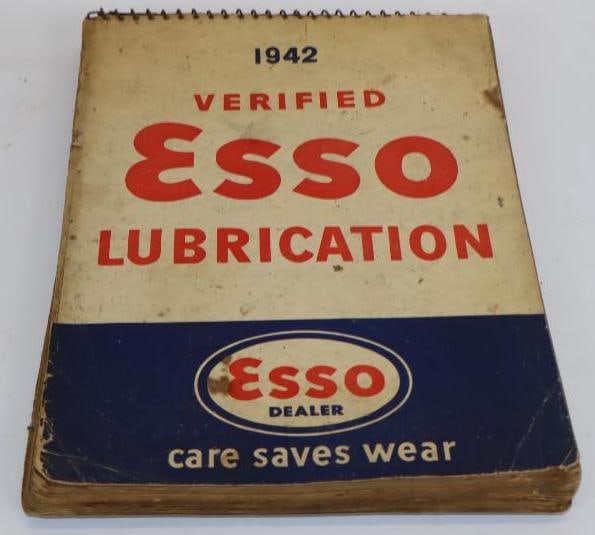 1942
VERIFIED
Esso
LUBRICATION
Esso
DEALER
care saves wear